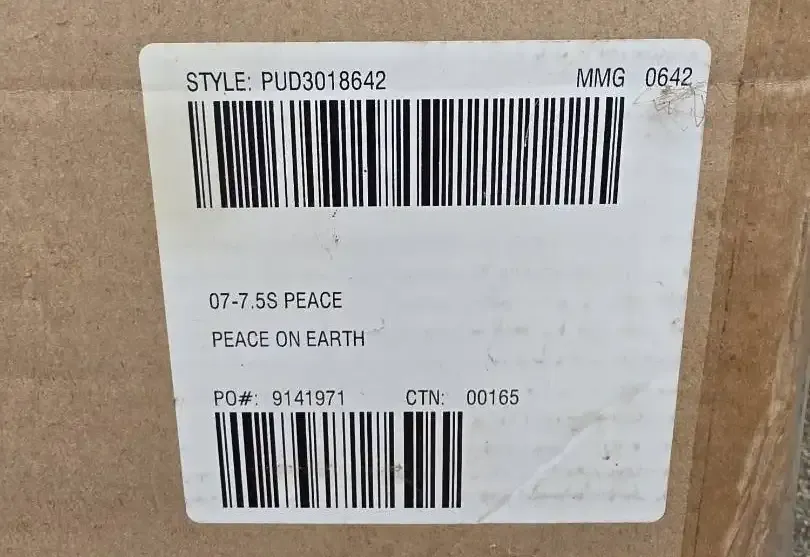 STYLE: PUD3018642 MMG 0642
07-7.5S PEACE
PEACE ON EARTH
PO#: 9141971 CTN: 00165